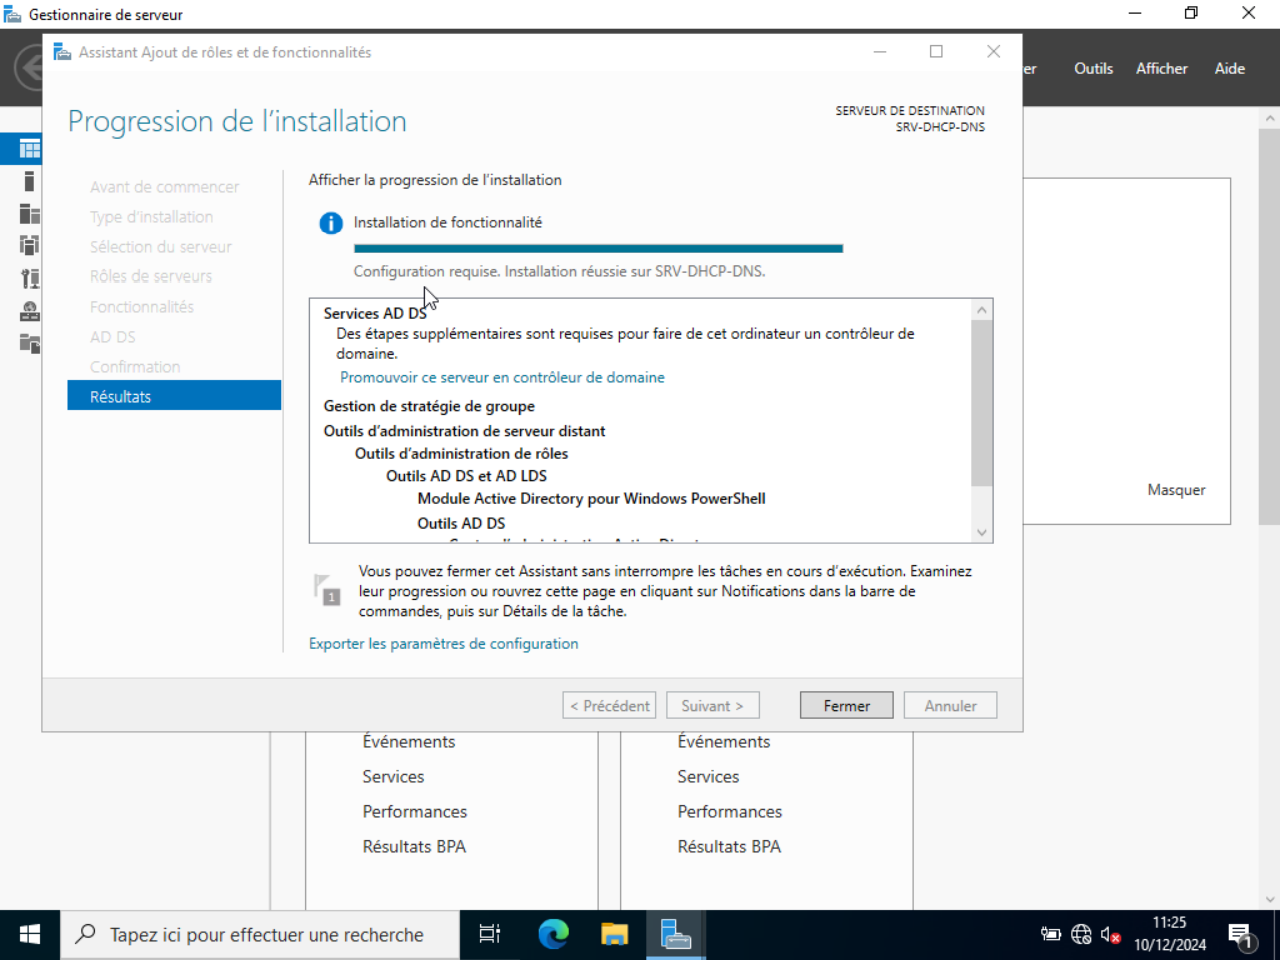 Gestionnaire de serveur
Assistant Ajout de rôles et de fonctionnalités
Outils
Afficher
Aide
Progression de l'installation
SERVEUR DE DESTINATION
SRV-DHCP-DNS
Avant de commencer
Type d'installation
Sélection du serveur
Rôles de serveurs
Fonctionnalités
AD DS
Confirmation
Résultats
Afficher la progression de l'installation
Installation de fonctionnalité
Configuration requise. Installation réussie sur SRV-DHCP-DNS.
Services AD DS
Des étapes supplémentaires sont requises pour faire de cet ordinateur un contrôleur de
domaine.
Promouvoir ce serveur en contrôleur de domaine
Gestion de stratégie de groupe
Outils d'administration de serveur distant
Outils d'administration de rôles
Outils AD DS et AD LDS
Module Active Directory pour Windows PowerShell
Outils AD DS
1
Vous pouvez fermer cet Assistant sans interrompre les tâches en cours d'exécution. Examinez
leur progression ou rouvrez cette page en cliquant sur Notifications dans la barre de
commandes, puis sur Détails de la tâche.
Exporter les paramètres de configuration
< Précédent
Suivant >
Fermer
Annuler
Masquer
Événements
Services
Performances
Résultats BPA
Événements
Services
Performances
Résultats BPA
Tapez ici pour effectuer une recherche
11:25
10/12/2024
1